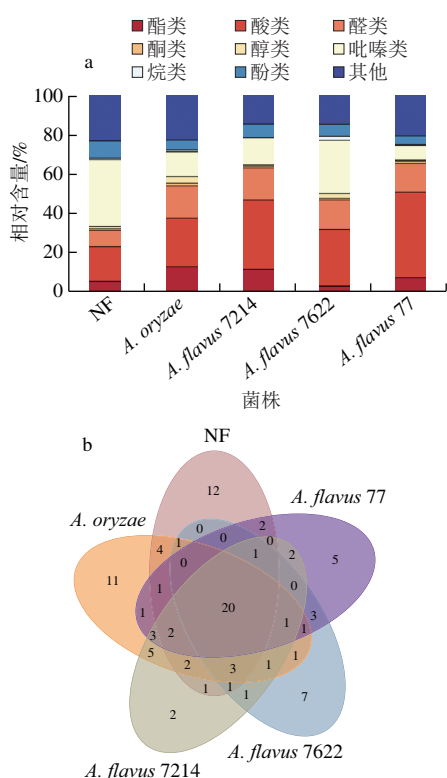 酯类 酸类 醛类
酮类 醇类 吡嗪类
烷类 酚类 其他
a
100
80
60
40
20
0
相对含量/%
NF
A. oryzae
A. flavus 7214
A. flavus 7622
A. flavus 77
菌株
b
NF
A. flavus 77
A. oryzae
12
0 2
4 1 0 0
1 2 5
11 0 0
1 20
1 1 3
3 2 1
5 2 3 1 1
1 1 1
2 7
A. flavus 7622
A. flavus 7214